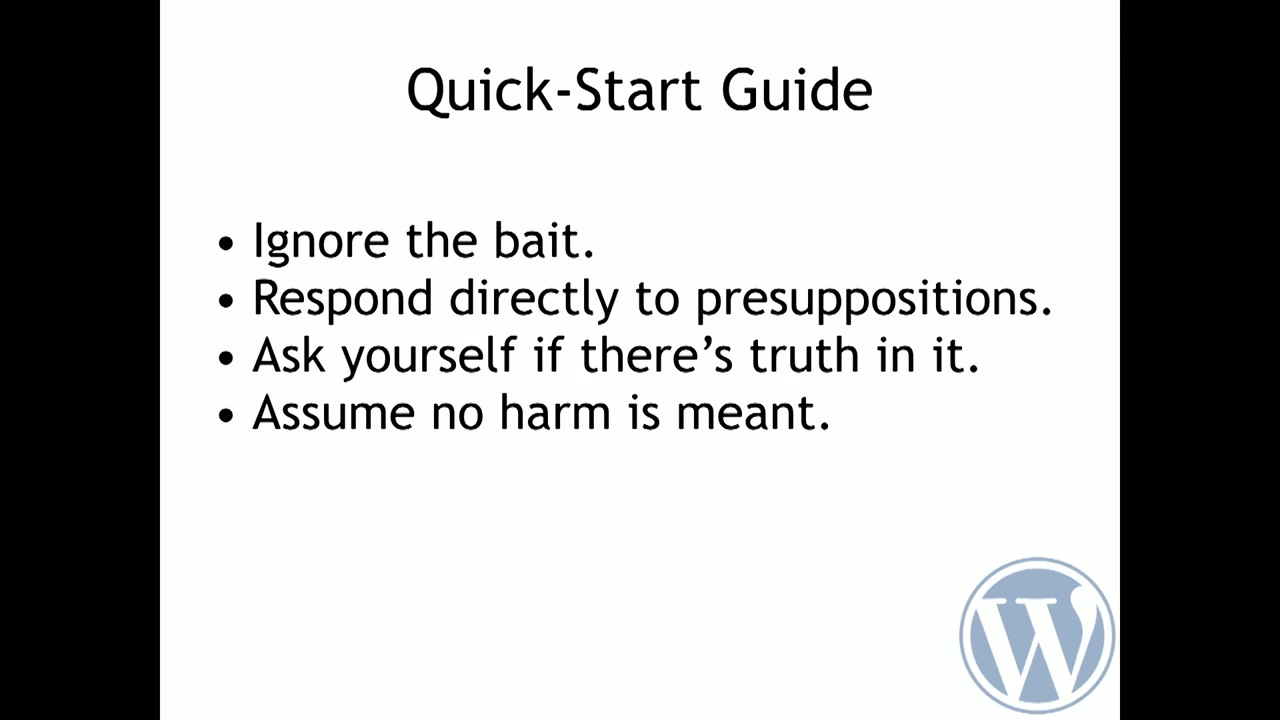 Quick-Start Guide
• Ignore the bait.
• Respond directly to presuppositions.
• Ask yourself if there’s truth in it.
• Assume no harm is meant.